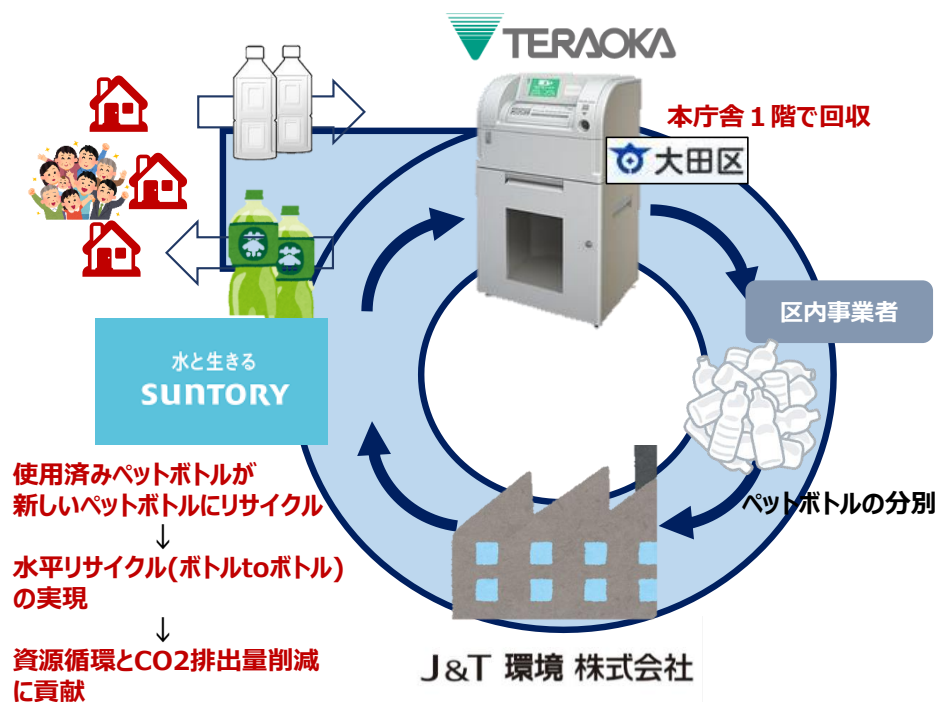 TERAOKA
本庁舎１階で回収
大田区
茶
茶
区内事業者
水と生きる
SUNTORY
ペットボトルの分別
使用済みペットボトルが
新しいペットボトルにリサイクル
↓
水平リサイクル(ボトルtoボトル)
の実現
↓
資源循環とCO2排出量削減
に貢献
J&T 環境 株式会社